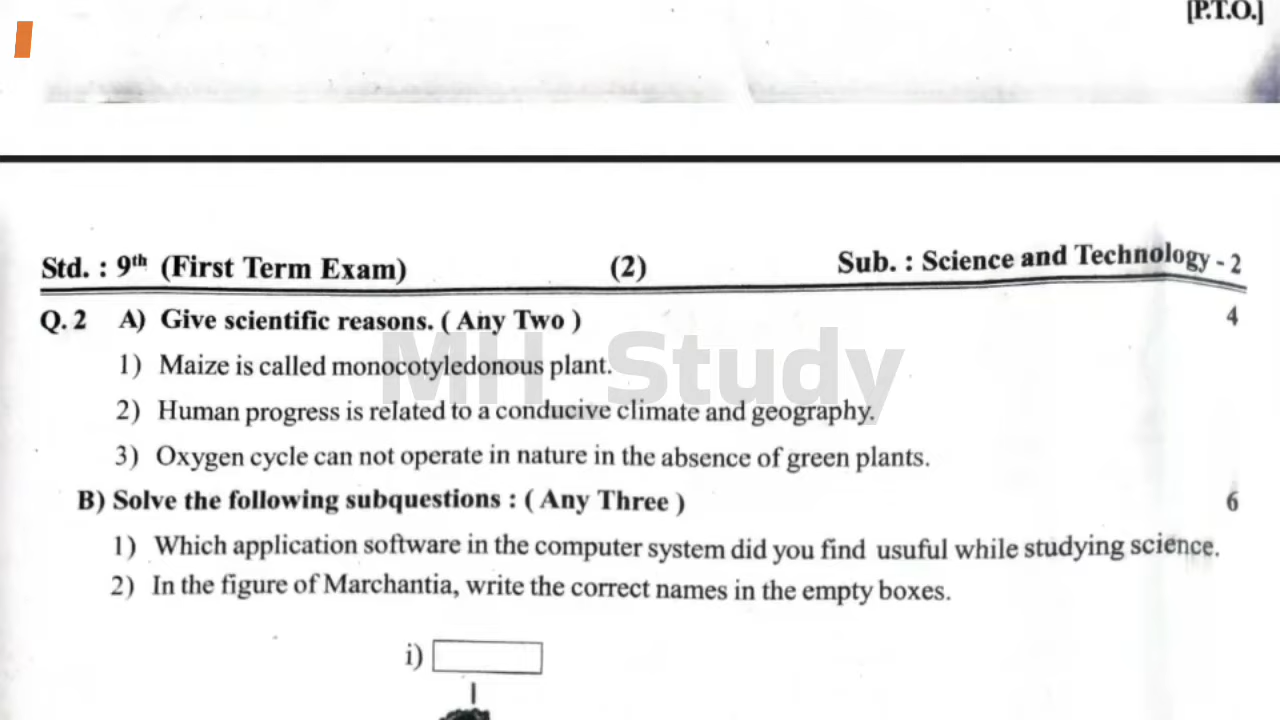 [P.T.O.]
Std. : 9th (First Term Exam) (2) Sub. : Science and Technology - 2
Q. 2 A) Give scientific reasons. ( Any Two ) 4
1) Maize is called monocotyledonous plant.
MH Study
2) Human progress is related to a conducive climate and geography.
3) Oxygen cycle can not operate in nature in the absence of green plants.
B) Solve the following subquestions : ( Any Three ) 6
1) Which application software in the computer system did you find usuful while studying science.
2) In the figure of Marchantia, write the correct names in the empty boxes.
i)